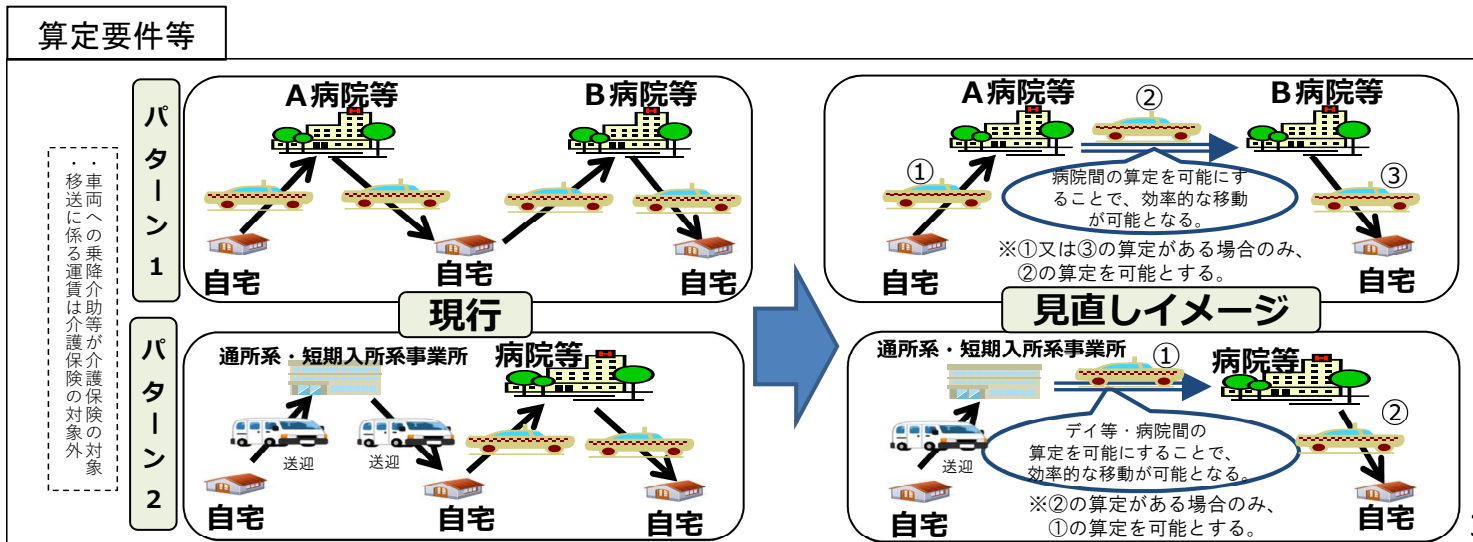 算定要件等
・車両への乗降介助等が介護保険の対象
・移送に係る運賃は介護保険の対象外
パターン1
A病院等
B病院等
自宅
自宅
自宅
現行
パターン2
通所系・短期入所系事業所
病院等
送迎
送迎
自宅
自宅
自宅
A病院等
②
B病院等
①
病院間の算定を可能にす
ることで、効率的な移動
が可能となる。
③
自宅
※①又は③の算定がある場合のみ、
②の算定を可能とする。
自宅
見直しイメージ
通所系・短期入所系事業所
①
病院等
送迎
デイ等・病院間の
算定を可能にすることで、
効率的な移動が可能となる。
②
自宅
※②の算定がある場合のみ、
①の算定を可能とする。
自宅